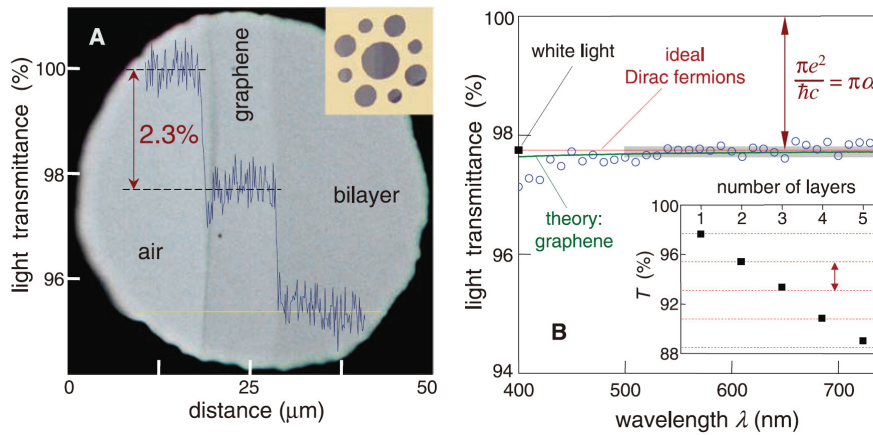 A
light transmittance (%)
100
98
96
2.3%
air
graphene
bilayer
0
25
50
distance (μm)
B
light transmittance (%)
100
98
96
94
white light
ideal
Dirac fermions
πe²/ħc = πα
theory:
graphene
number of layers
1 2 3 4 5
T (%)
100
96
92
88
400 500 600 700
wavelength λ (nm)